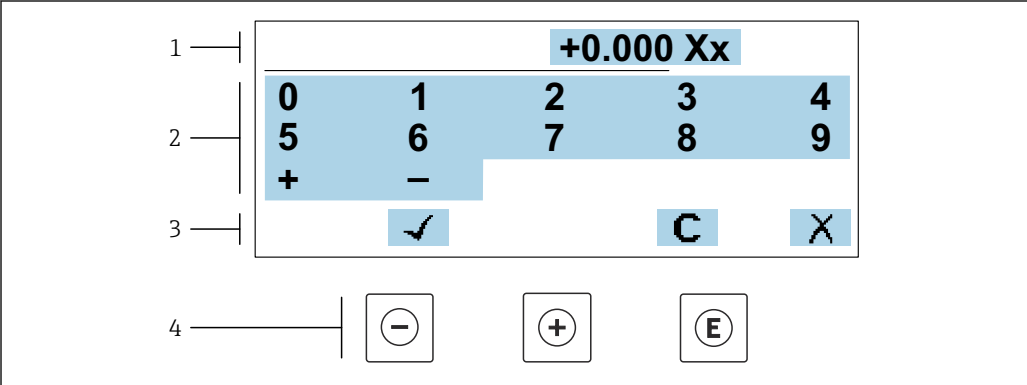 1 +0.000 Xx
0 1 2 3 4
2 5 6 7 8 9
+ –
3 ✓ C X
4 − + E